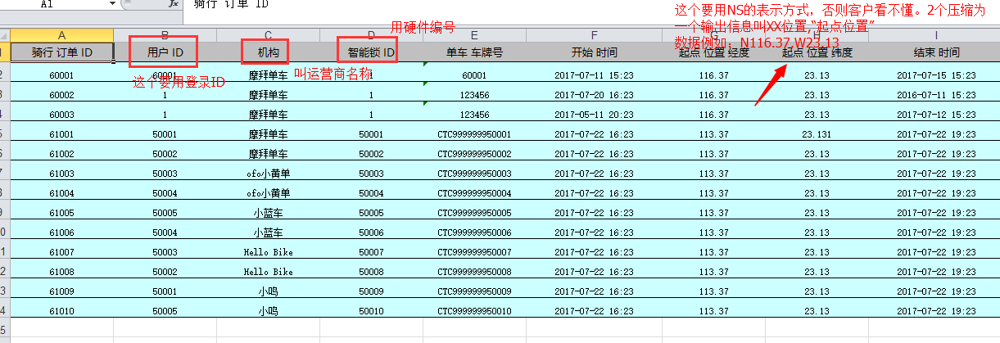 A1 fx 骑行 订单 ID
这个要用NS的表示方式，否则客户看不懂。2个压缩为
一个输出信息叫XX位置,“起点位置”
数据例如：N116.37,W23.13
用硬件编号
A B C D E F G H I
1 骑行 订单 ID 用户 ID 机构 智能锁 ID 单车 车牌号 开始 时间 起点 位置 经度 起点 位置 纬度 结束 时间
这个要用登录ID
叫运营商名称
2 60001 60001 摩拜单车 1 60001 2017-07-11 15:23 116.37 23.13 2017-07-15 15:23
3 60002 1 摩拜单车 1 123456 2017-07-20 16:23 116.37 23.13 2016-07-11 15:23
4 60003 1 摩拜单车 1 123456 2017-05-11 20:23 116.37 23.13 2017-07-12 15:23
5 61001 50001 摩拜单车 50001 CTC999999950001 2017-07-22 16:23 113.37 23.131 2017-07-22 19:23
6 61002 50002 摩拜单车 50002 CTC999999950002 2017-07-22 16:23 113.37 23.13 2017-07-22 19:23
7 61003 50003 ofo小黄单 50003 CTC999999950003 2017-07-22 16:23 113.37 23.13 2017-07-22 19:23
8 61004 50004 ofo小黄单 50004 CTC999999950004 2017-07-22 16:23 113.37 23.13 2017-07-22 19:23
9 61005 50005 小蓝车 50005 CTC999999950005 2017-07-22 16:23 113.37 23.13 2017-07-22 19:23
0 61006 50004 小蓝车 50006 CTC999999950006 2017-07-22 16:23 113.37 23.13 2017-07-22 19:23
1 61007 50003 Hello Bike 50007 CTC999999950007 2017-07-22 16:23 113.37 23.13 2017-07-22 19:23
2 61008 50002 Hello Bike 50008 CTC999999950008 2017-07-22 16:23 113.37 23.13 2017-07-22 19:23
3 61009 50001 小鸣 50009 CTC999999950009 2017-07-22 16:23 113.37 23.13 2017-07-22 19:23
4 61010 50005 小鸣 50010 CTC999999950010 2017-07-22 16:23 113.37 23.13 2017-07-22 19:23
5